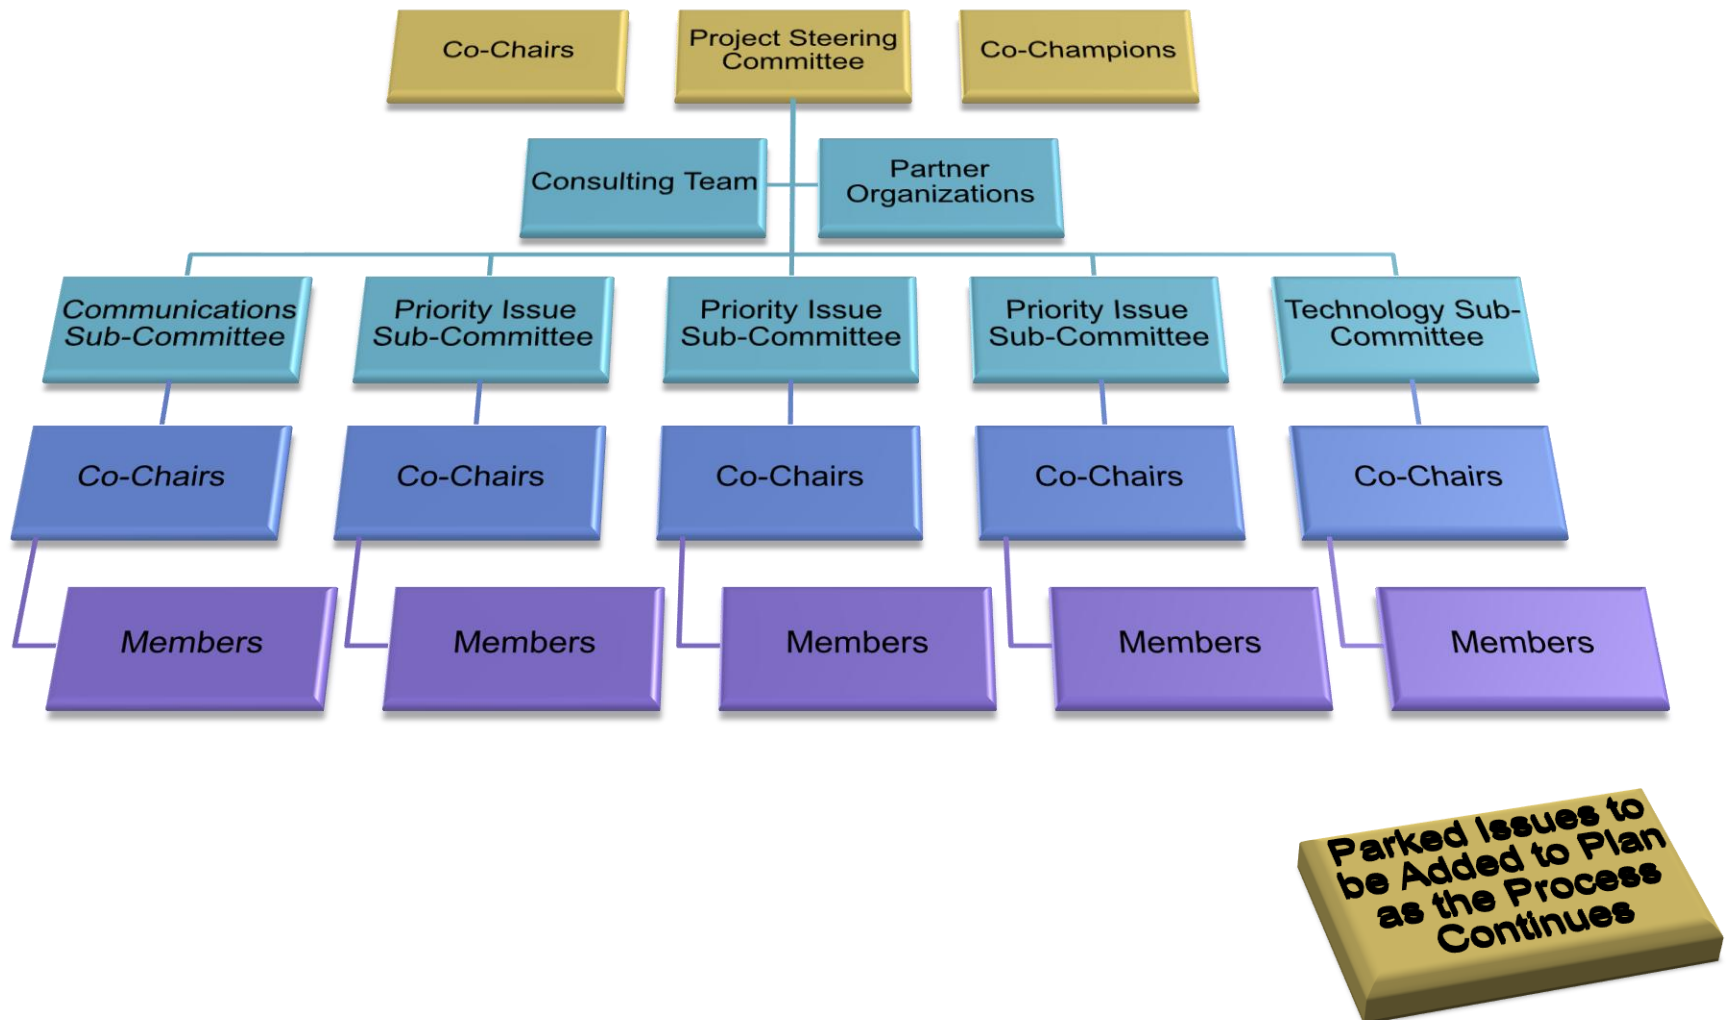 Co-Chairs
Project Steering
Committee
Co-Champions
Consulting Team
Partner
Organizations
Communications
Sub-Committee
Priority Issue
Sub-Committee
Priority Issue
Sub-Committee
Priority Issue
Sub-Committee
Technology Sub-
Committee
Co-Chairs
Co-Chairs
Co-Chairs
Co-Chairs
Co-Chairs
Members
Members
Members
Members
Members
Parked Issues to
be Added to Plan
as the Process
Continues